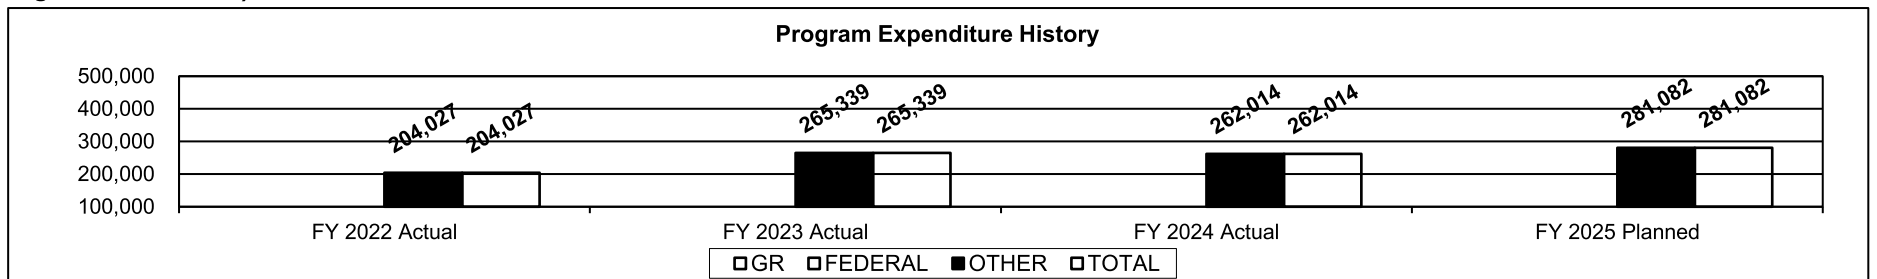 Program Expenditure History
500,000
400,000
300,000
200,000
100,000
204,027 204,027 265,339 265,339 262,014 262,014 281,082 281,082
FY 2022 Actual FY 2023 Actual FY 2024 Actual FY 2025 Planned
GR FEDERAL OTHER TOTAL